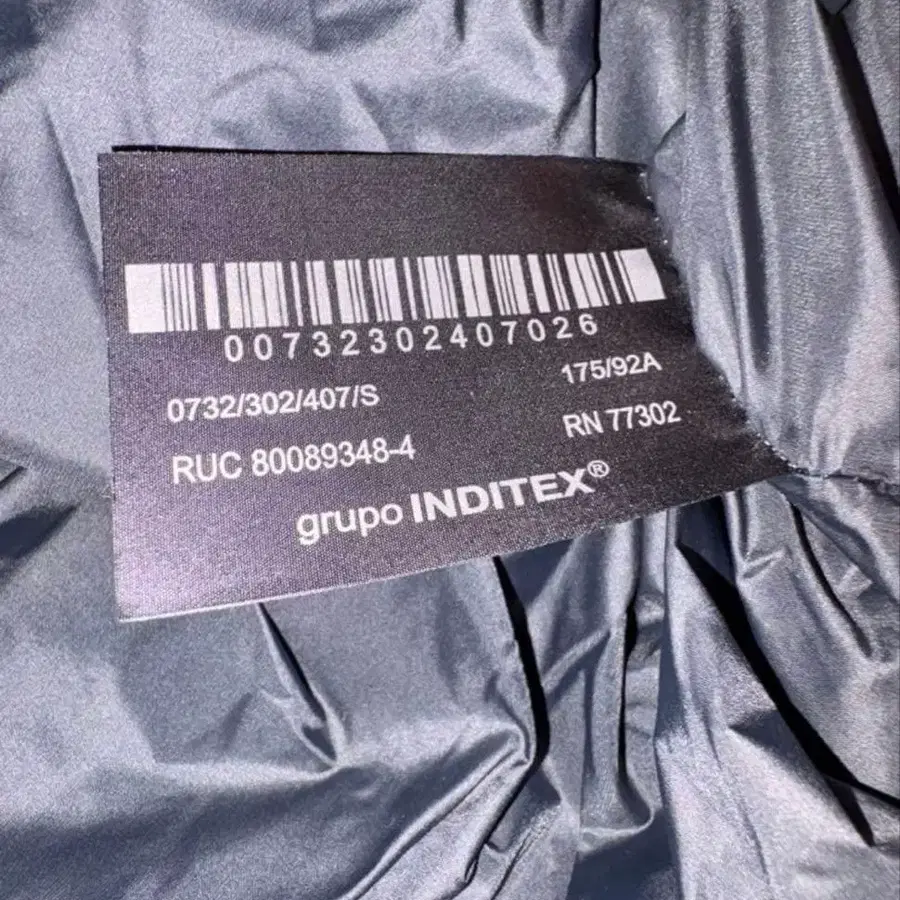 00732302407026
0732/302/407/S 175/92A
RUC 80089348-4 RN 77302
grupo INDITEX®